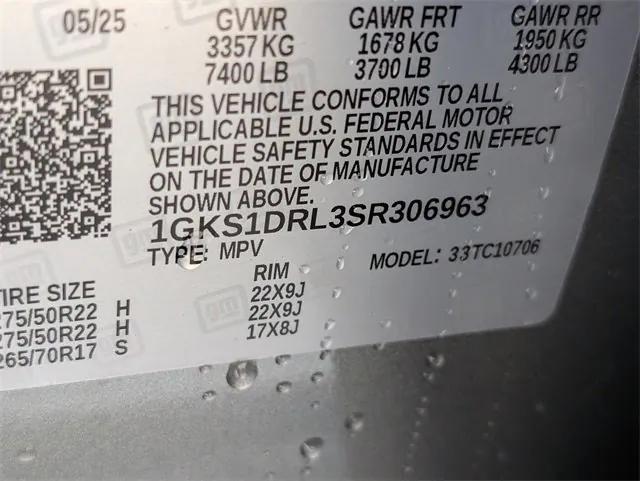 05/25 GVWR GAWR FRT GAWR RR
3357 KG 1678 KG 1950 KG
7400 LB 3700 LB 4300 LB
THIS VEHICLE CONFORMS TO ALL
APPLICABLE U.S. FEDERAL MOTOR
VEHICLE SAFETY STANDARDS IN EFFECT
ON THE DATE OF MANUFACTURE
SHOWN ABOVE.
1GKS1DRL3SR306963
TYPE: MPV MODEL: 33TC10706
TIRE SIZE RIM
275/50R22 H 22X9J
275/50R22 H 22X9J
265/70R17 S 17X8J